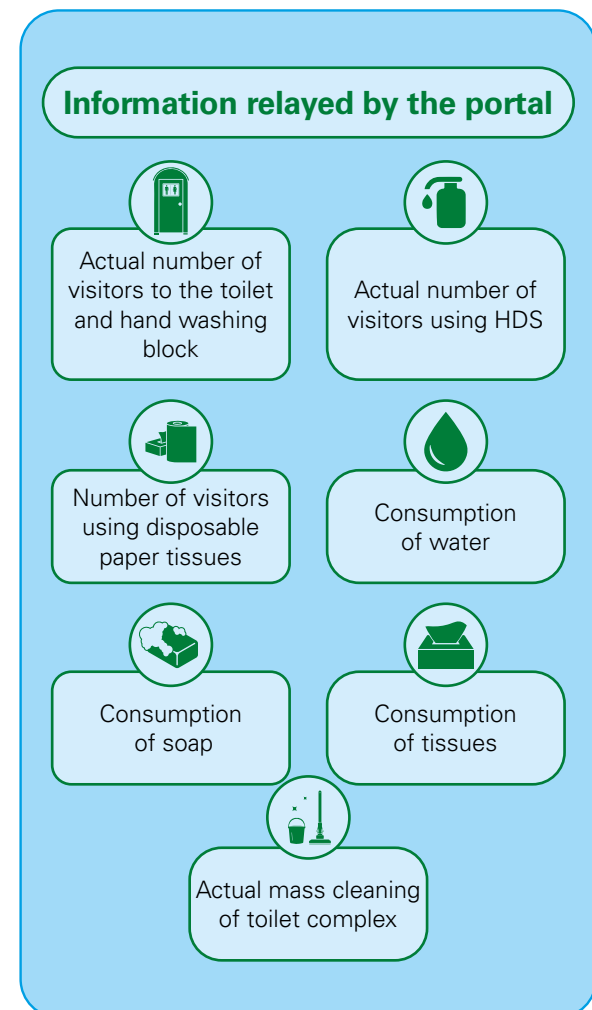 Information relayed by the portal
Actual number of
visitors to the toilet
and hand washing
block
Actual number of
visitors using HDS
Number of visitors
using disposable
paper tissues
Consumption
of water
Consumption
of soap
Consumption
of tissues
Actual mass cleaning
of toilet complex